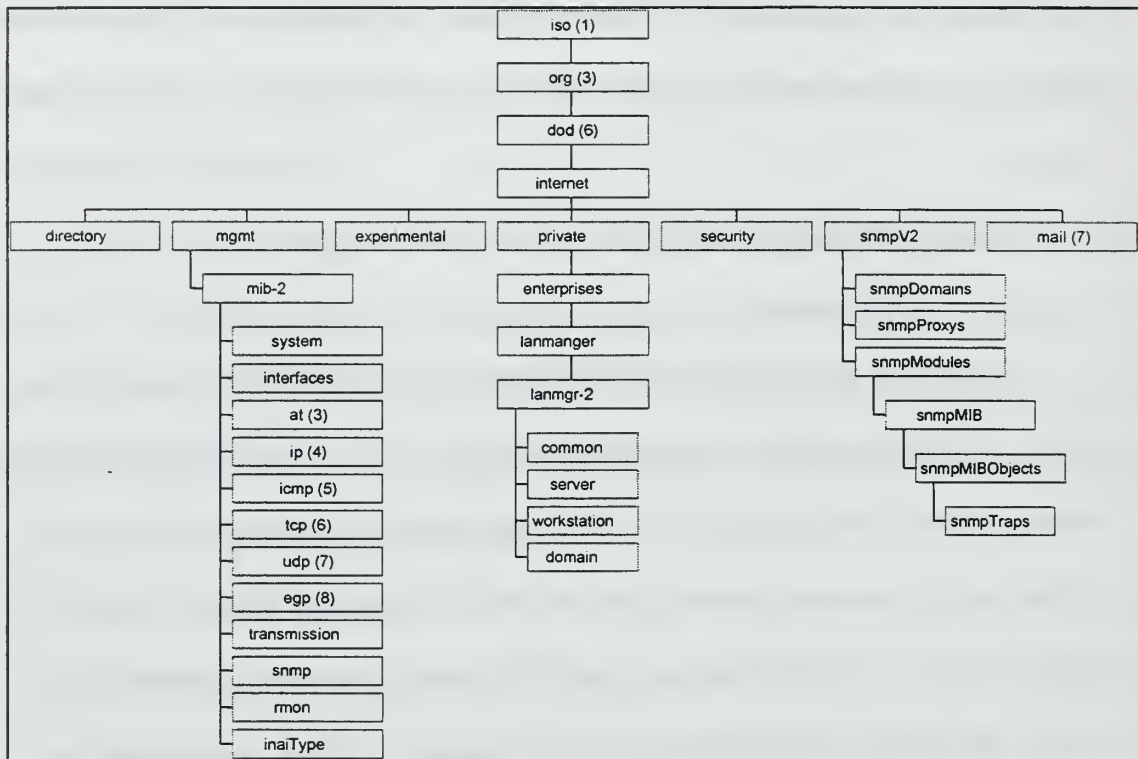 iso (1)
org (3)
dod (6)
internet
directory
mgmt
experimental
private
security
snmpV2
mail (7)
mib-2
system
interfaces
at (3)
ip (4)
icmp (5)
tcp (6)
udp (7)
egp (8)
transmission
snmp
rmon
inaiType
enterprises
lanmanger
lanmgr-2
common
server
workstation
domain
snmpDomains
snmpProxys
snmpModules
snmpMIB
snmpMIBObjects
snmpTraps